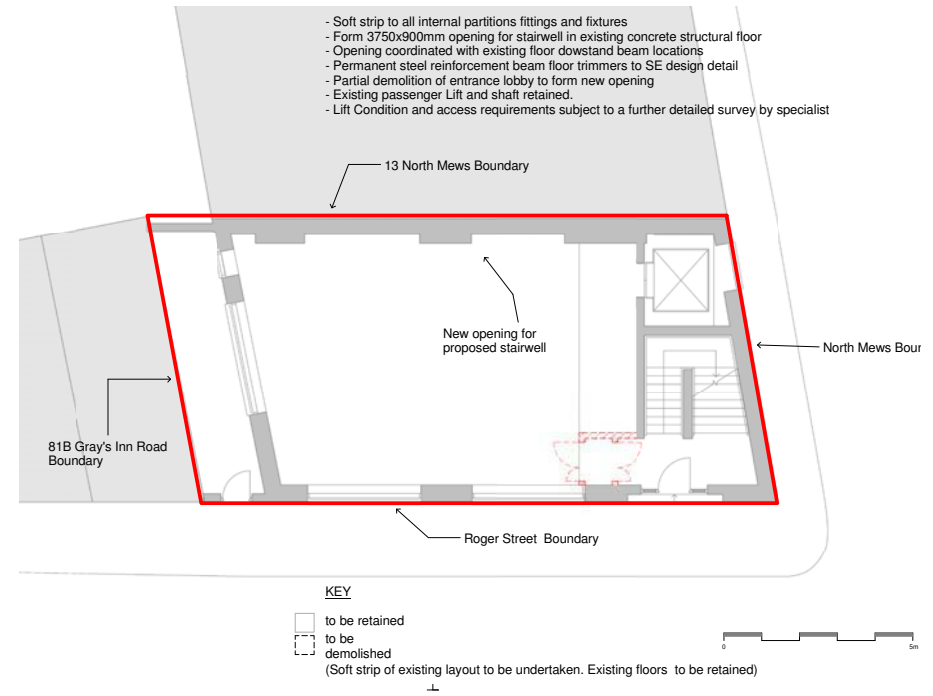 - Soft strip to all internal partitions fittings and fixtures
- Form 3750x900mm opening for stairwell in existing concrete structural floor
- Opening coordinated with existing floor dowstand beam locations
- Permanent steel reinforcement beam floor trimmers to SE design detail
- Partial demolition of entrance lobby to form new opening
- Existing passenger Lift and shaft retained.
- Lift Condition and access requirements subject to a further detailed survey by specialist
13 North Mews Boundary
New opening for
proposed stairwell
North Mews Bour
81B Gray's Inn Road
Boundary
Roger Street Boundary
KEY
to be retained
to be
demolished
(Soft strip of existing layout to be undertaken. Existing floors to be retained)
0
5m